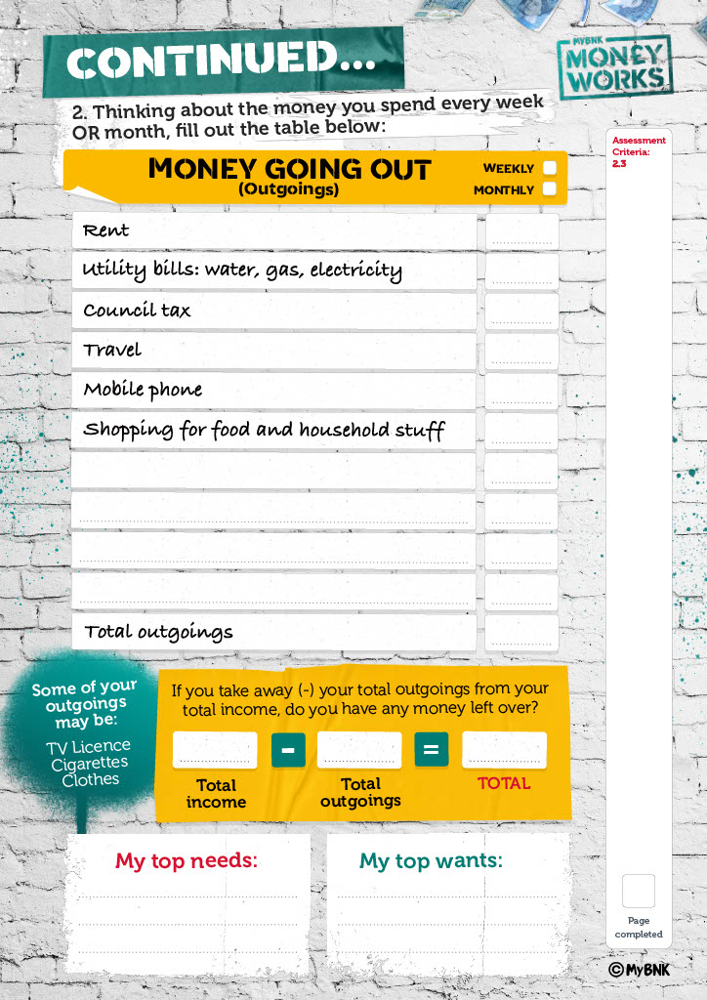 CONTINUED...
MYBNK
MONEY
WORKS
2. Thinking about the money you spend every week
OR month, fill out the table below:
Assessment
Criteria:
2.3
MONEY GOING OUT
(Outgoings)
WEEKLY
MONTHLY
Rent
Utility bills: water, gas, electricity
Council tax
Travel
Mobile phone
Shopping for food and household stuff
Total outgoings
Some of your
outgoings
may be:
TV Licence
Cigarettes
Clothes
If you take away (-) your total outgoings from your
total income, do you have any money left over?
- =
Total
income
Total
outgoings
TOTAL
My top needs:
My top wants:
Page
completed
© MyBNK